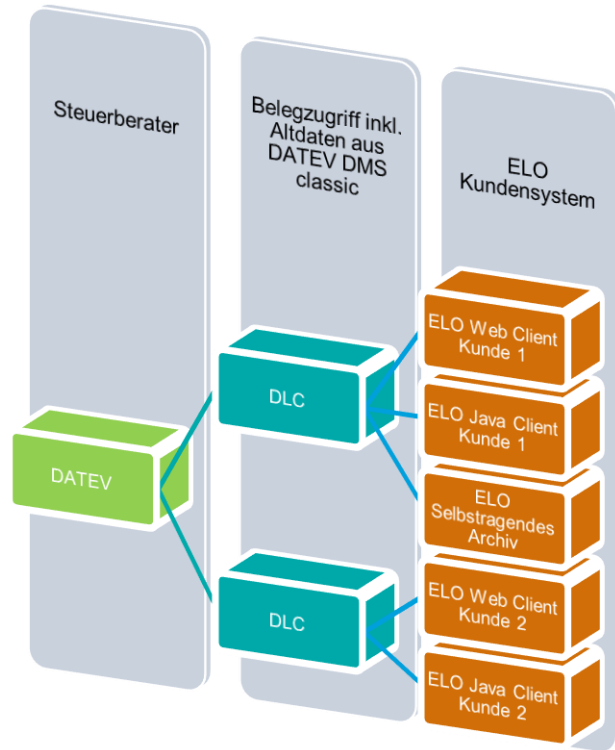 Steuerberater
Belegzugriff inkl.
Altdaten aus
DATEV DMS
classic
ELO
Kundensystem
DATEV
DLC
DLC
ELO Web Client
Kunde 1
ELO Java Client
Kunde 1
ELO
Selbstragendes
Archiv
ELO Web Client
Kunde 2
ELO Java Client
Kunde 2